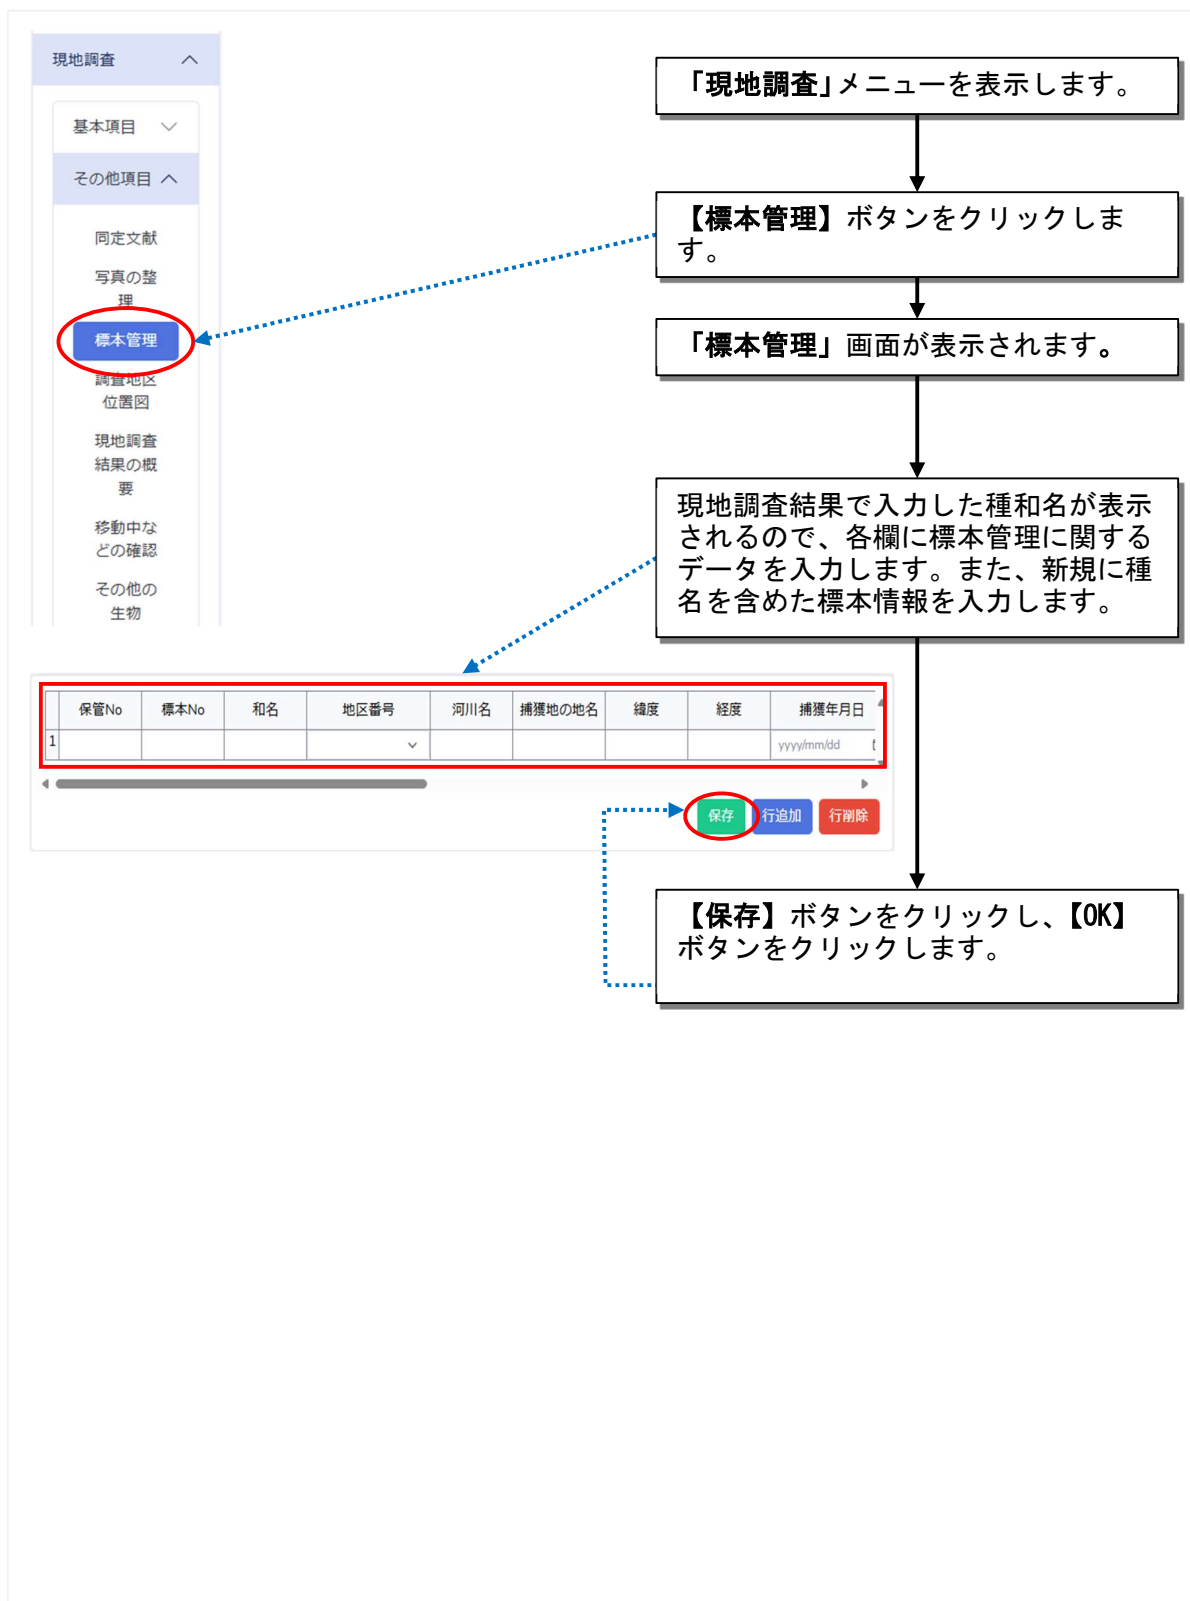 現地調査
基本項目
その他項目
同定文献
写真の整
理
標本管理
調査地区
位置図
現地調査
結果の概
要
移動中な
どの確認
その他の
生物
「現地調査」メニューを表示します。
【標本管理】ボタンをクリックしま
す。
「標本管理」画面が表示されます。
現地調査結果で入力した種和名が表示
されるので、各欄に標本管理に関する
データを入力します。また、新規に種
名を含めた標本情報を入力します。
保管No 標本No 和名 地区番号 河川名 捕獲地の地名 緯度 経度 捕獲年月日
1 yyyy/mm/dd
保存 行追加 行削除
【保存】ボタンをクリックし、【OK】
ボタンをクリックします。